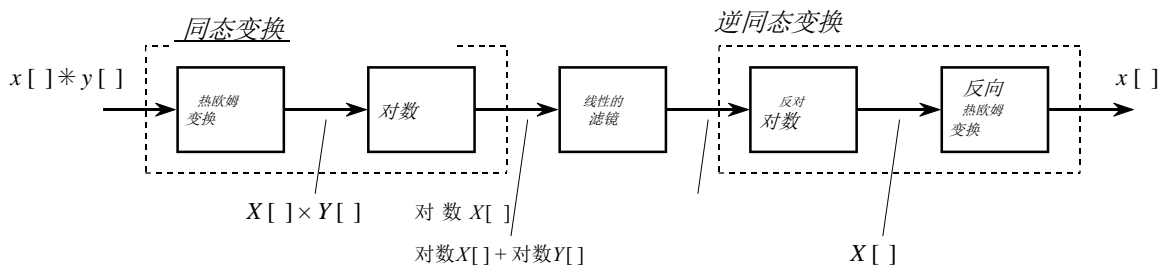 同态变换
逆同态变换
x [ ] ＊ y [ ]
热欧姆
变换
对数
线性的
滤镜
反对
对数
反向
热欧姆
变换
x [ ]
X [ ] × Y [ ]
对 数 X[ ]
对数X[] + 对数Y[]
X [ ]